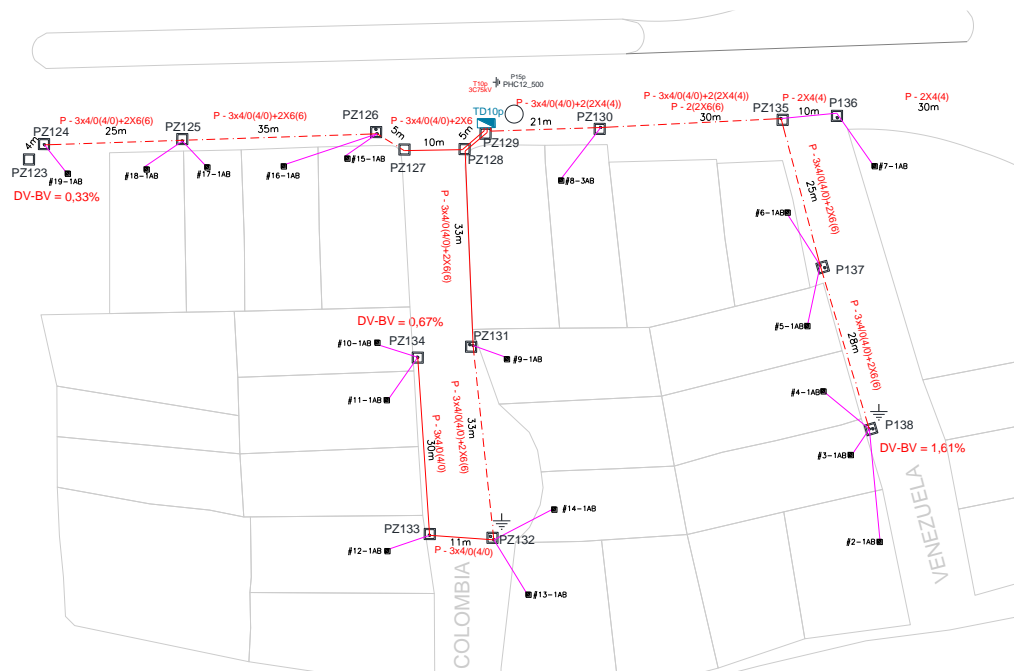 T10p
3C75kV
P15p
PHC12_500
TD10p
P - 3x4/0(4/0)+2(2X4(4))
21m
PZ130
P - 3x4/0(4/0)+2(2X4(4))
P - 2(2X6(6)
30m
P - 2X4(4)
PZ135
10m
P136
P - 2X4(4)
30m
PZ124
25m
P - 3x4/0(4/0)+2X6(6)
PZ125
P - 3x4/0(4/0)+2X6(6)
35m
PZ126
P - 3x4/0(4/0)+2X6
5m
PZ127
10m
5m
PZ129
PZ128
4m
PZ123
#19-1AB
DV-BV = 0,33%
#18-1AB
#17-1AB
#16-1AB
#15-1AB
#8-3AB
#7-1AB
P - 3x4/0(4/0)+2X6(6)
33m
P - 3x4/0(4/0)+2X6(6)
25m
#6-1AB
P137
#5-1AB
P - 3x4/0(4/0)+2X6(6)
28m
DV-BV = 0,67%
#10-1AB
PZ134
PZ131
#9-1AB
#11-1AB
#4-1AB
P138
DV-BV = 1,61%
#3-1AB
P - 3x4/0(4/0)
30m
P - 3x4/0(4/0)+2X6(6)
33m
#14-1AB
PZ133
11m
P - 3x4/0(4/0)
PZ132
#12-1AB
#13-1AB
#2-1AB
COLOMBIA
VENEZUELA